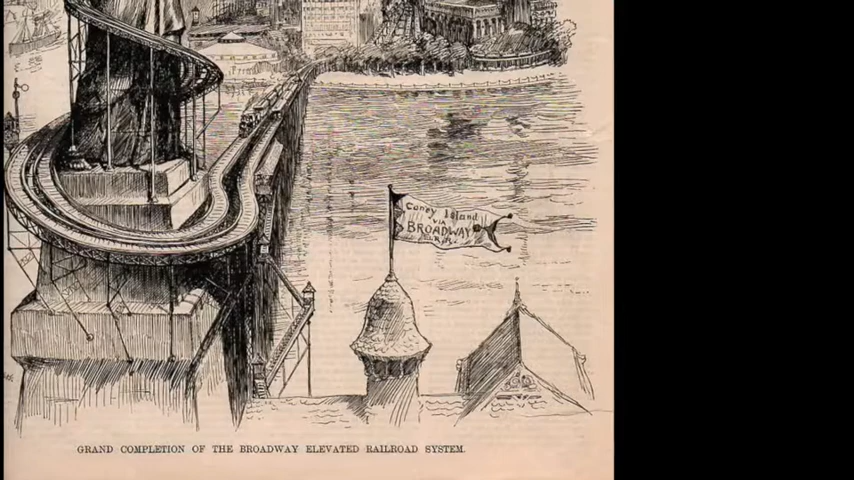 Coney Island
VIA
BROADWAY
R.R.
GRAND COMPLETION OF THE BROADWAY ELEVATED RAILROAD SYSTEM.